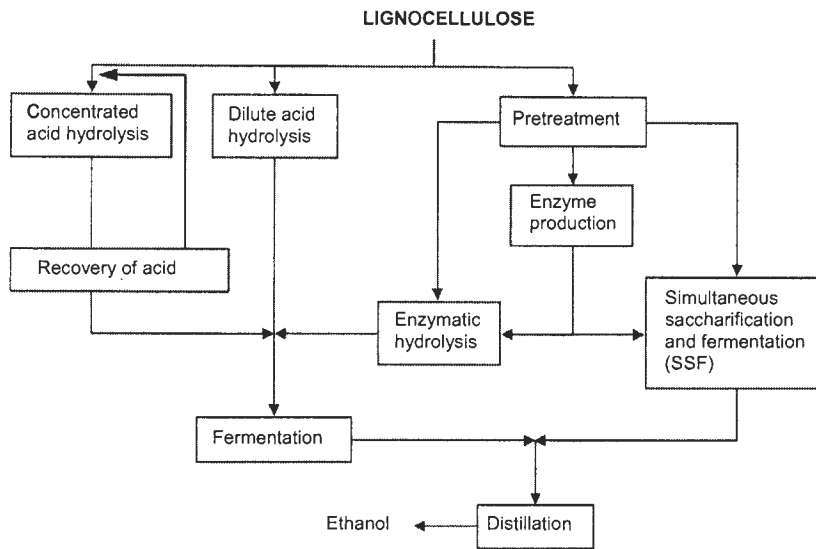 LIGNOCELLULOSE
Concentrated
acid hydrolysis
Dilute acid
hydrolysis
Pretreatment
Enzyme
production
Recovery of acid
Enzymatic
hydrolysis
Simultaneous
saccharification
and fermentation
(SSF)
Fermentation
Ethanol
Distillation